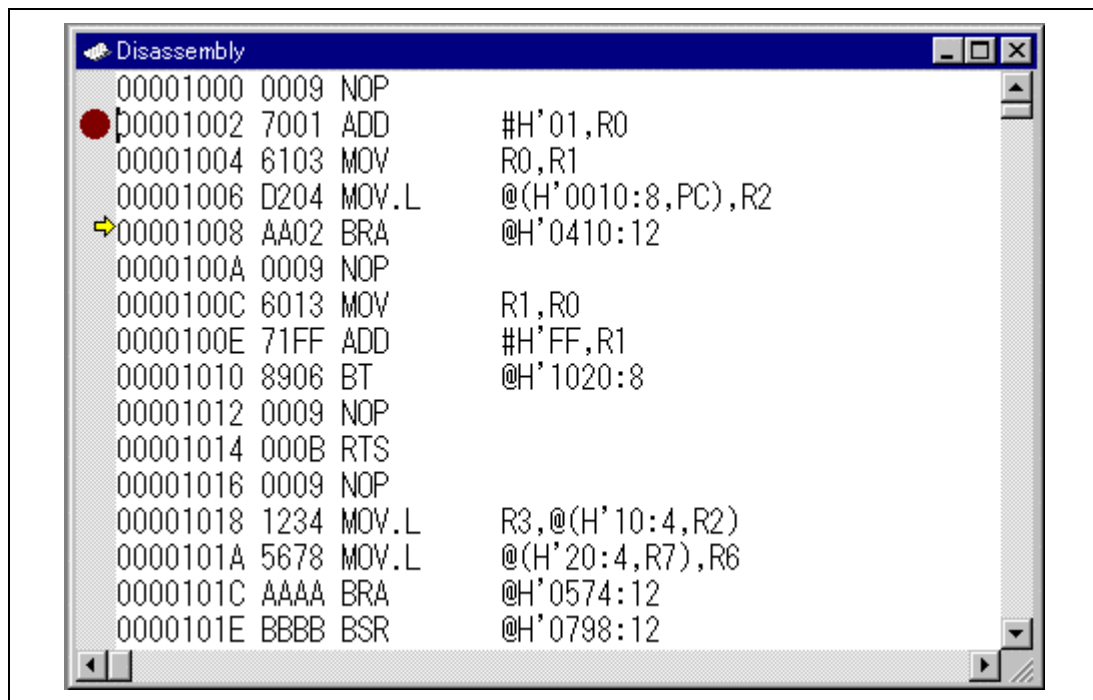 Disassembly
00001000 0009 NOP
00001002 7001 ADD #H'01,R0
00001004 6103 MOV R0,R1
00001006 D204 MOV.L @(H'0010:8,PC),R2
00001008 AA02 BRA @H'0410:12
0000100A 0009 NOP
0000100C 6013 MOV R1,R0
0000100E 71FF ADD #H'FF,R1
00001010 8906 BT @H'1020:8
00001012 0009 NOP
00001014 000B RTS
00001016 0009 NOP
00001018 1234 MOV.L R3,@(H'10:4,R2)
0000101A 5678 MOV.L @(H'20:4,R7),R6
0000101C AAAA BRA @H'0574:12
0000101E BBBB BSR @H'0798:12